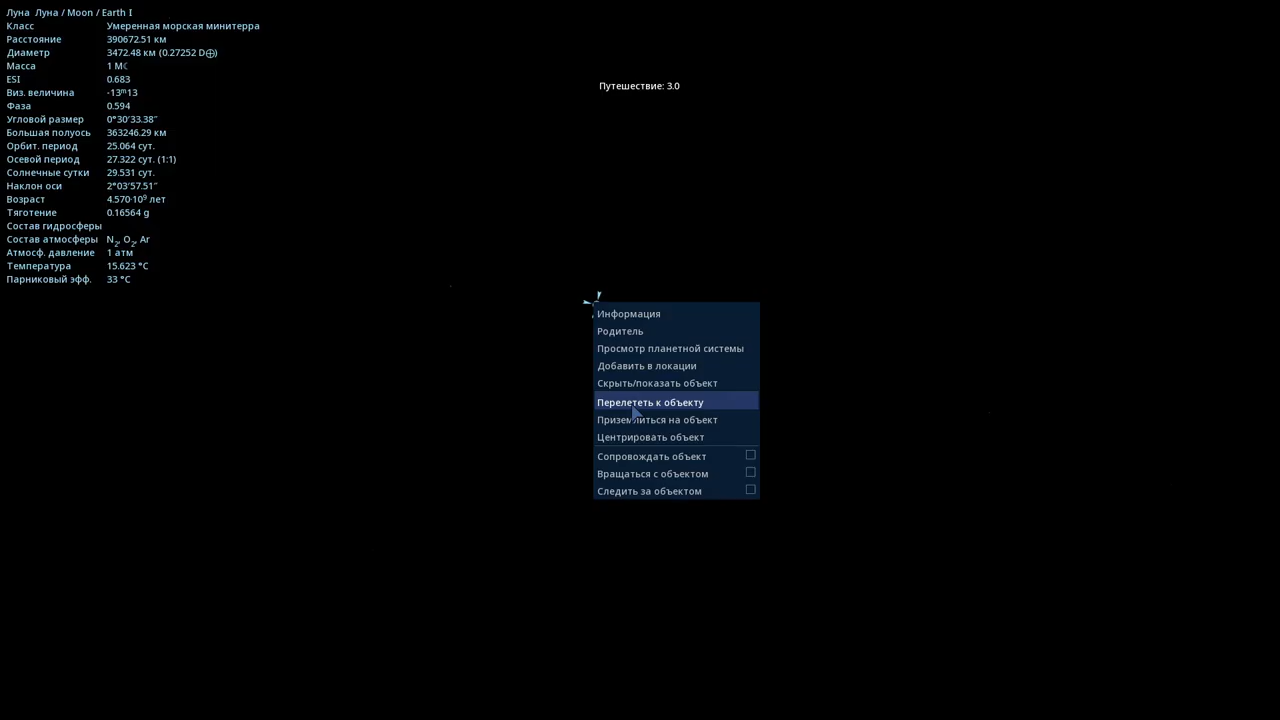 Луна Луна / Moon / Earth I
Класс Умеренная морская минитерра
Расстояние 390672.51 км
Диаметр 3472.48 км (0.27252 D⊕)
Масса 1 M☾
ESI 0.683
Виз. величина -13ᵐ13
Фаза 0.594
Угловой размер 0°30'33.38"
Большая полуось 363246.29 км
Орбит. период 25.064 сут.
Осевой период 27.322 сут. (1:1)
Солнечные сутки 29.531 сут.
Наклон оси 2°03'57.51"
Возраст 4.570·10⁹ лет
Тяготение 0.16564 g
Состав гидросферы
Состав атмосферы N₂, O₂, Ar
Атмосф. давление 1 атм
Температура 15.623 °C
Парниковый эфф. 33 °C
Путешествие: 3.0
Информация
Родитель
Просмотр планетной системы
Добавить в локации
Скрыть/показать объект
Перелететь к объекту
Приземлиться на объект
Центрировать объект
Сопровождать объект
Вращаться с объектом
Следить за объектом